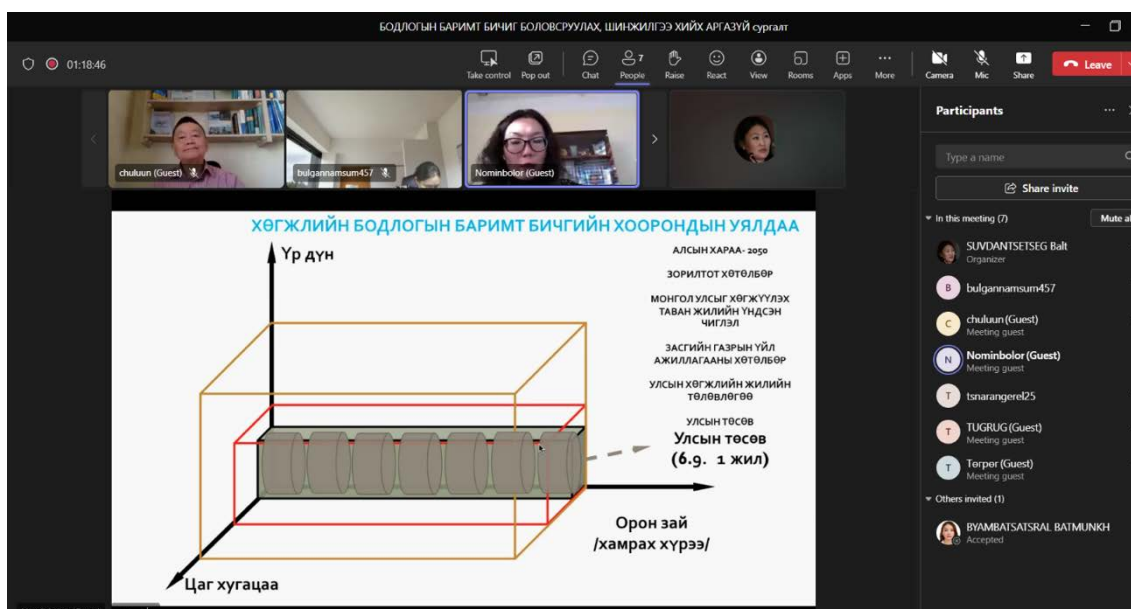 БОДЛОГЫН БАРИМТ БИЧИГ БОЛОВСРУУЛАХ, ШИНЖИЛГЭЭ ХИЙХ АРГАЗҮЙ сургалт
01:18:46
Take control
Pop out
Chat
People
7
Raise
React
View
Rooms
Apps
More
Camera
Mic
Share
Leave
chuluun (Guest)
bulgannamsum457
Nominbolor (Guest)
ХӨГЖЛИЙН БОДЛОГЫН БАРИМТ БИЧГИЙН ХООРОНДЫН УЯЛДАА
Үр дүн
АЛСЫН ХАРАА- 2050
ЗОРИЛТОТ ХӨТӨЛБӨР
МОНГОЛ УЛСЫГ ХӨГЖҮҮЛЭХ
ТАВАН ЖИЛИЙН ҮНДСЭН
ЧИГЛЭЛ
ЗАСГИЙН ГАЗРЫН ҮЙЛ
АЖИЛЛАГААНЫ ХӨТӨЛБӨР
УЛСЫН ХӨГЖЛИЙН ЖИЛИЙН
ТӨЛӨВЛӨГӨӨ
УЛСЫН ТӨСӨВ
Улсын төсөв
(б.ө. 1 жил)
Орон зай
/хамрах хүрээ/
Цаг хугацаа
Participants
Type a name
Share invite
In this meeting (7)
Mute al
SUVDANTSETSEG Balt
Organizer
B
bulgannamsum457
C
chuluun (Guest)
Meeting guest
N
Nominbolor (Guest)
Meeting guest
T
tsnarangerel25
T
TUGRUG (Guest)
Meeting guest
T
Төгрөг (Guest)
Meeting guest
Others invited (1)
BYAMBATSATSRAL BATMUNKH
Accepted